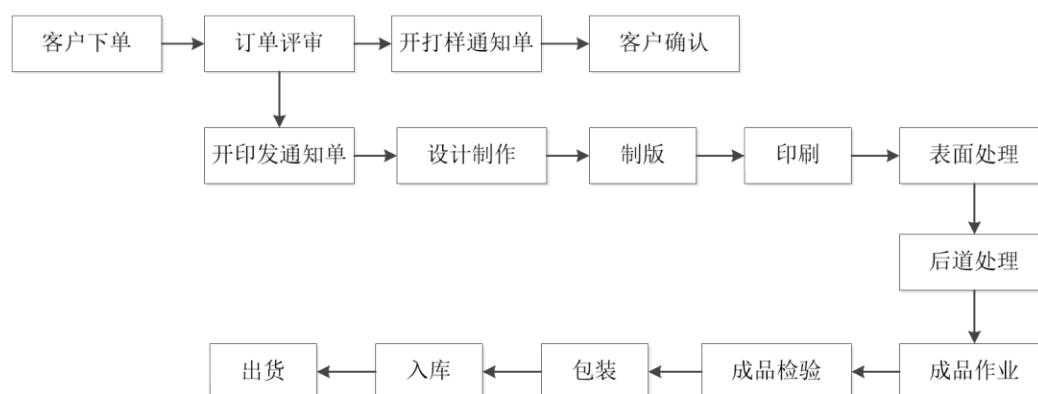 客户下单
订单评审
开打样通知单
客户确认
开印发通知单
设计制作
制版
印刷
表面处理
后道处理
出货
入库
包装
成品检验
成品作业